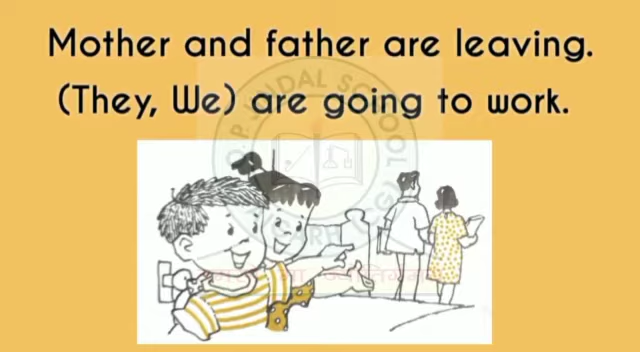 Mother and father are leaving.
(They, We) are going to work.